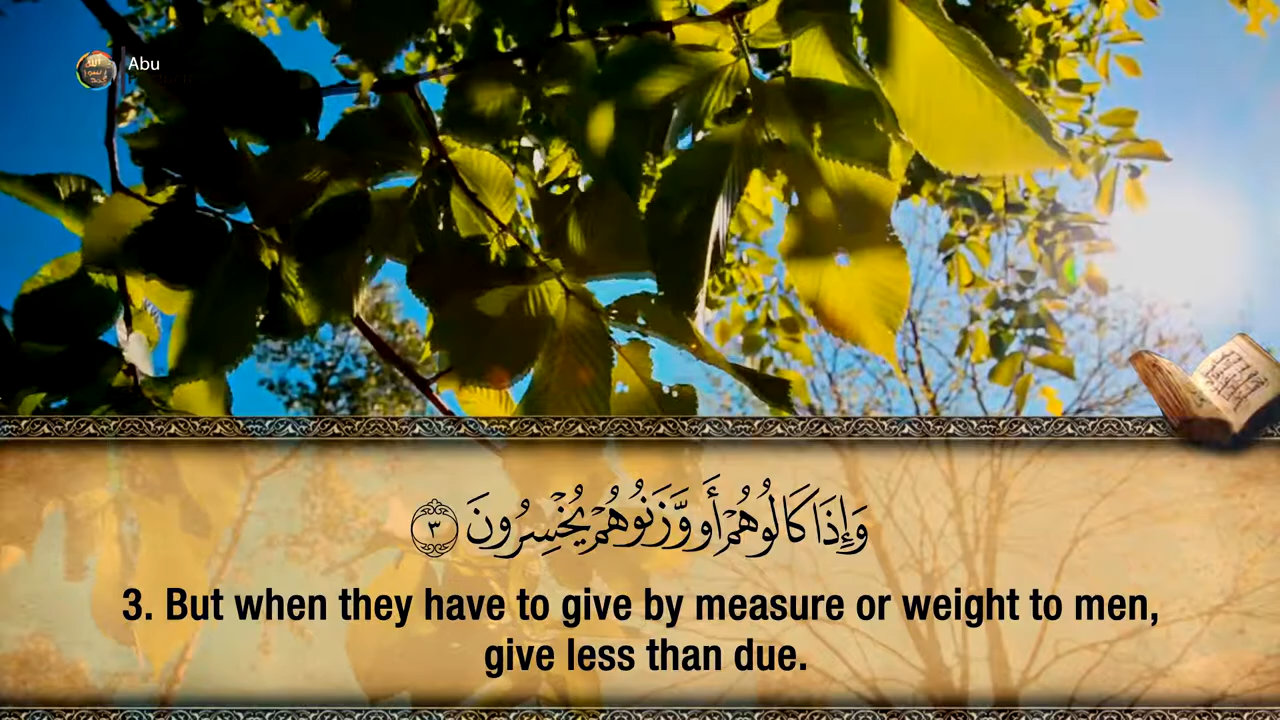 Abu
وَإِذَا كَالُوهُمْ أَو وَّزَنُوهُمْ يُخْسِرُونَ ٣
3. But when they have to give by measure or weight to men,
give less than due.